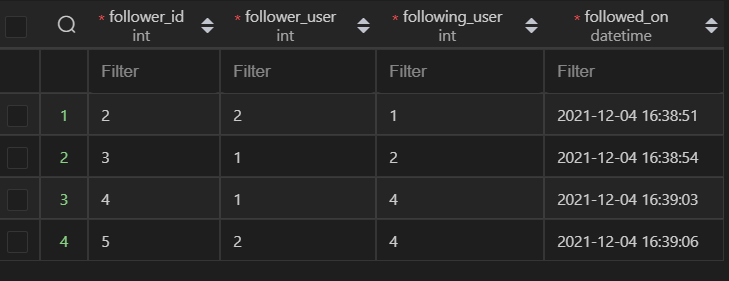 * follower_id * follower_user * following_user * followed_on
int int int datetime
Filter Filter Filter Filter
1 2 2 1 2021-12-04 16:38:51
2 3 1 2 2021-12-04 16:38:54
3 4 1 4 2021-12-04 16:39:03
4 5 2 4 2021-12-04 16:39:06